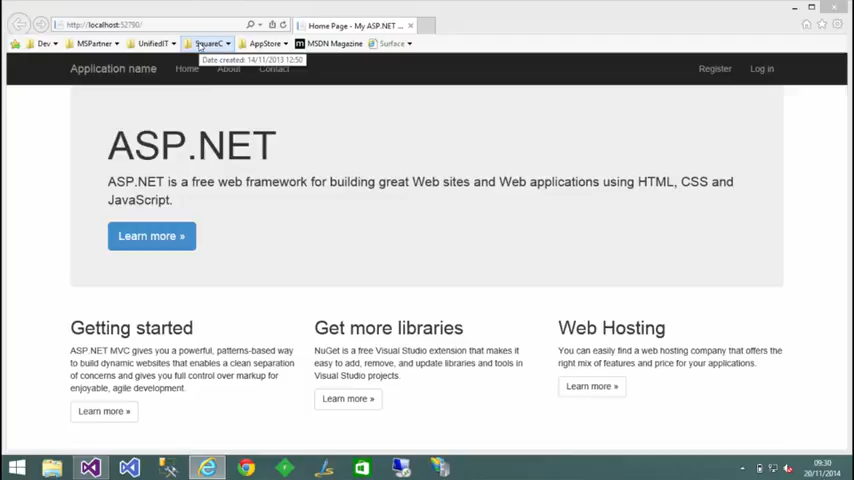 http://localhost:52790/
Home Page - My ASP.NET ...
Dev
MSPartner
UnifiedIT
SquareC
AppStore
m MSDN Magazine
Surface
Date created: 14/11/2013 12:50
Application name
Home
About
Contact
Register
Log in
ASP.NET
ASP.NET is a free web framework for building great Web sites and Web applications using HTML, CSS and
JavaScript.
Learn more »
Getting started
ASP.NET MVC gives you a powerful, patterns-based way
to build dynamic websites that enables a clean separation
of concerns and gives you full control over markup for
enjoyable, agile development.
Learn more »
Get more libraries
NuGet is a free Visual Studio extension that makes it
easy to add, remove, and update libraries and tools in
Visual Studio projects.
Learn more »
Web Hosting
You can easily find a web hosting company that offers the
right mix of features and price for your applications.
Learn more »
09:30
20/11/2014